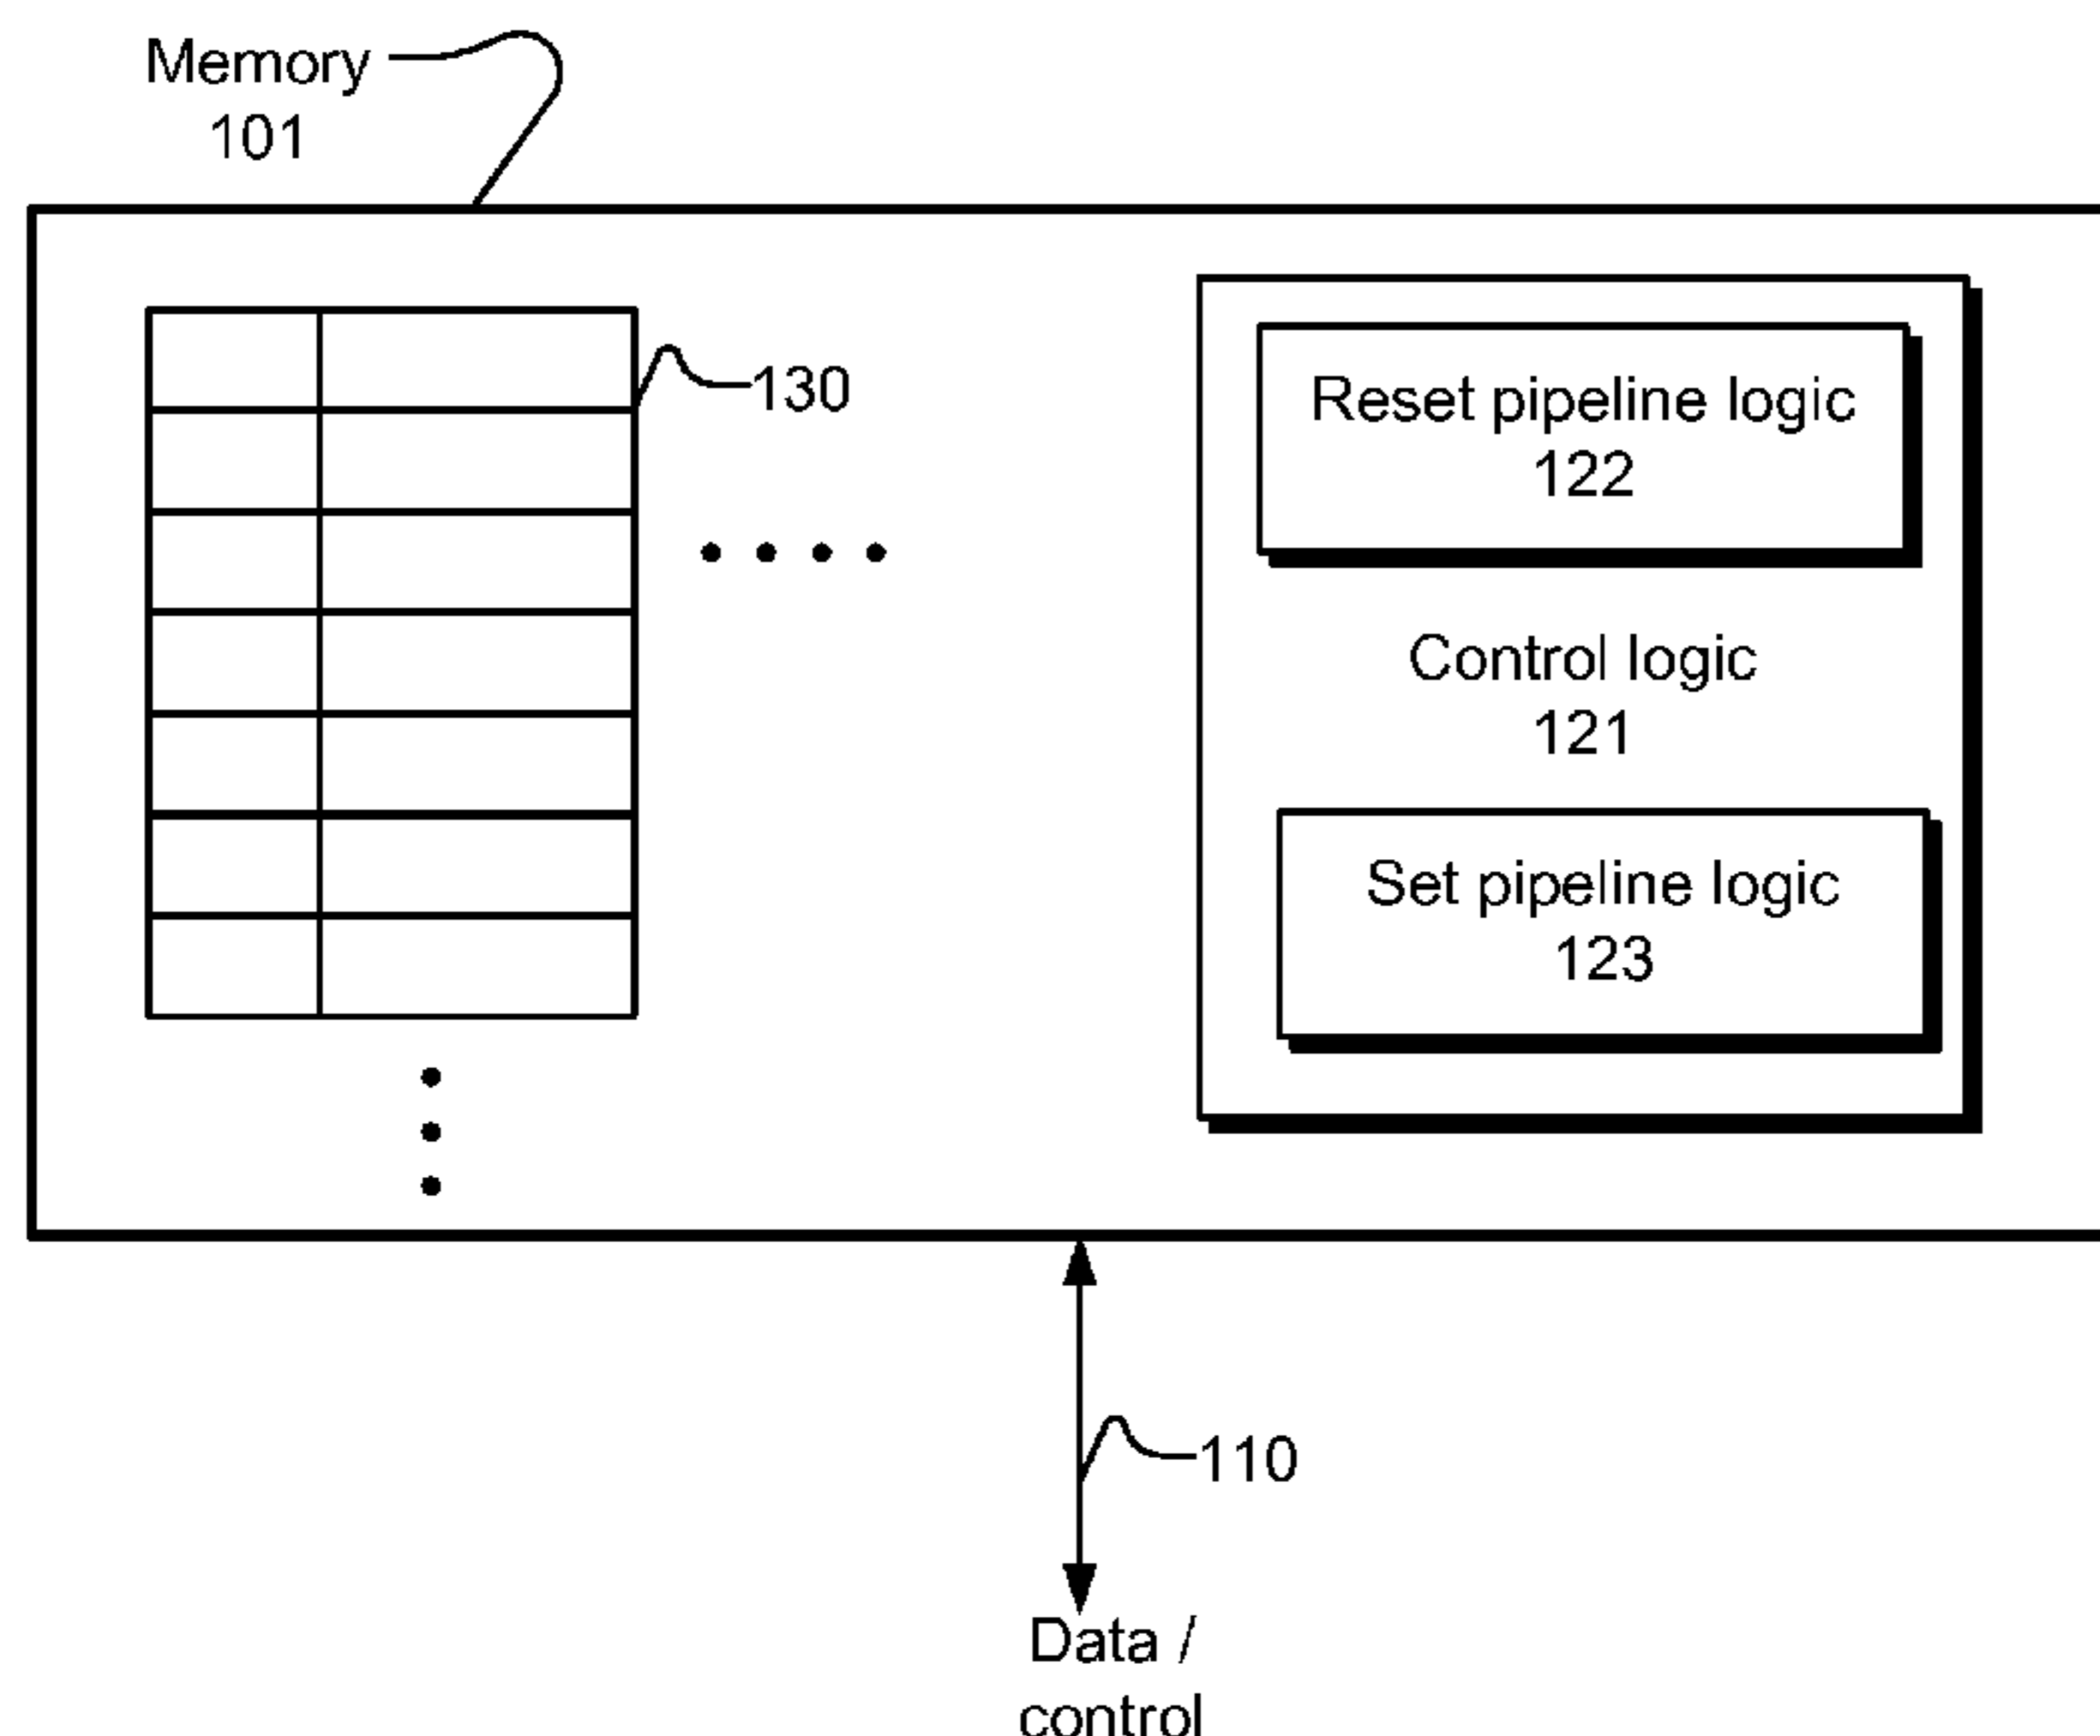 Memory
101
130
Reset pipeline logic
122
Control logic
121
Set pipeline logic
123
110
Data /
control